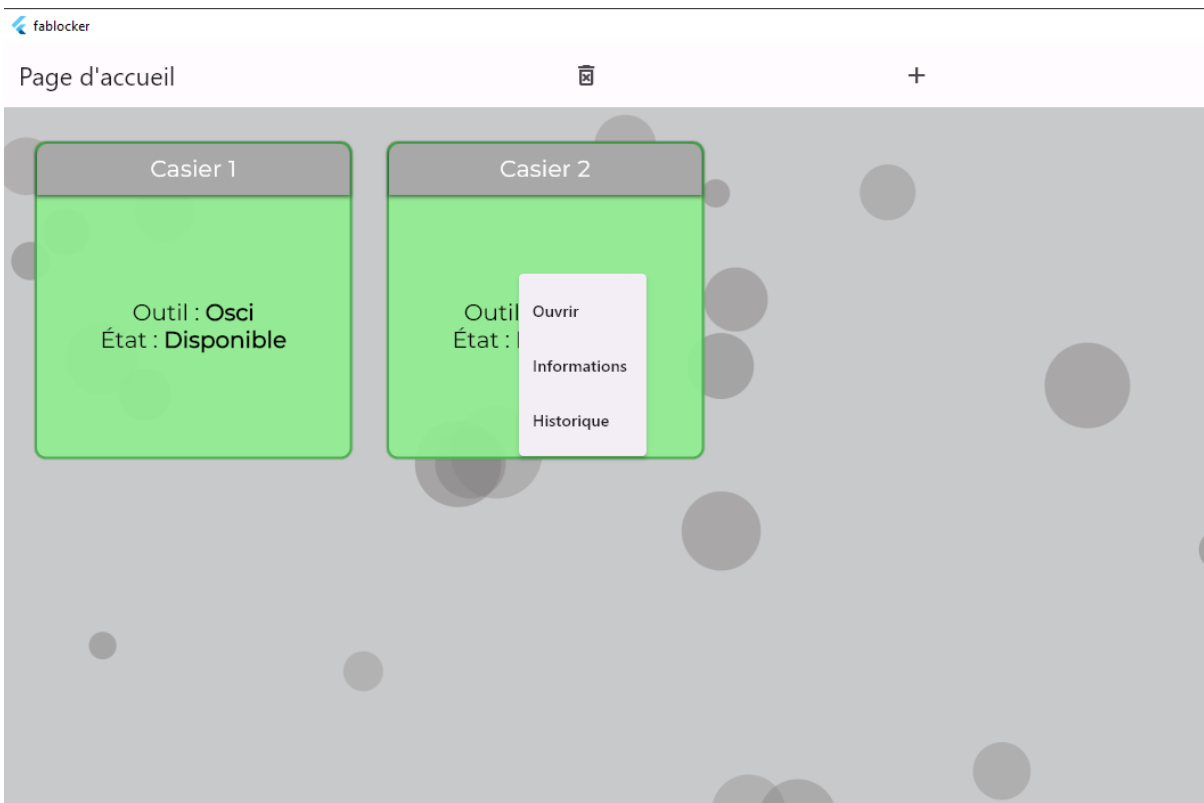 fablocker
Page d'accueil
Casier 1
Casier 2
Outil : Osci
État : Disponible
Outil
État :
Ouvrir
Informations
Historique